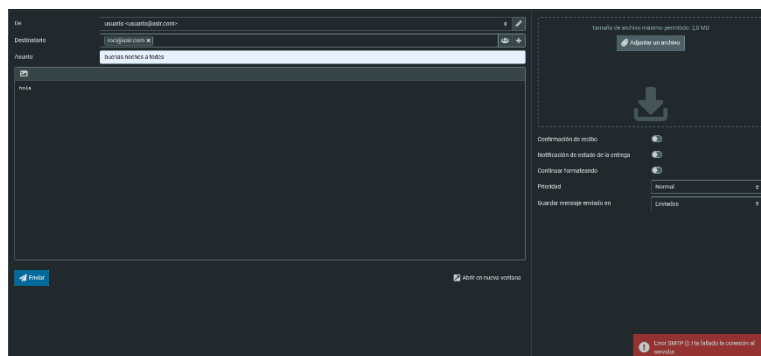 De
usuario <usuario@asir.com>
Destinatario
Asunto
buenas noches a todos
hola
Enviar
Abrir en nueva ventana
Tamaño de archivo máximo permitido: 2,0 MB
Adjuntar un archivo
Confirmación de recibo
Notificación de estado de la entrega
Continuar formateando
Prioridad
Normal
Guardar mensaje enviado en
Enviados
Error SMTP (): Ha fallado la conexión al
servidor.